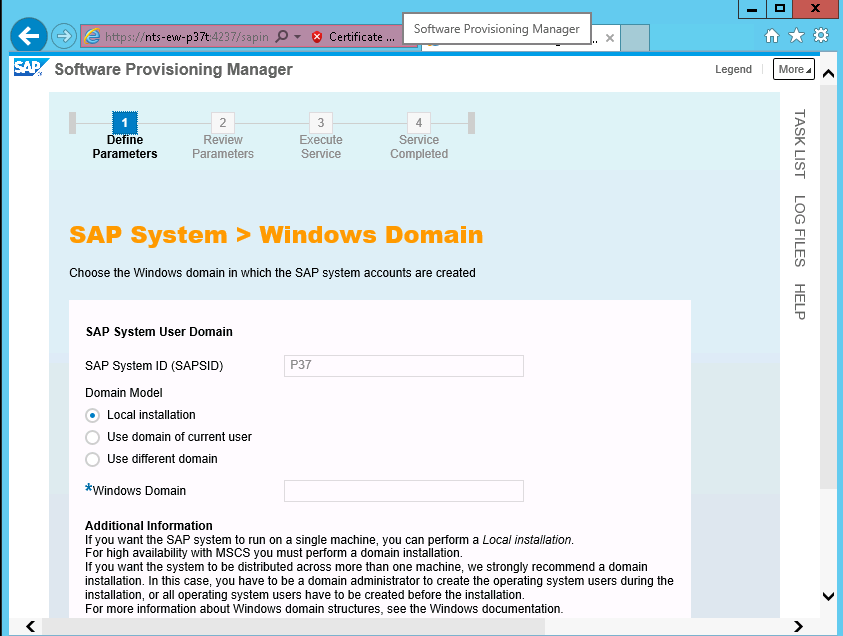 https://nts-ew-p37t:4237/sapin
Certificate ...
Software Provisioning Manager
...
SAP
Software Provisioning Manager
Legend
More
1
2
3
4
Define
Parameters
Review
Parameters
Execute
Service
Service
Completed
TASK LIST
LOG FILES
HELP
SAP System > Windows Domain
Choose the Windows domain in which the SAP system accounts are created
SAP System User Domain
SAP System ID (SAPSID)
P37
Domain Model
Local installation
Use domain of current user
Use different domain
*Windows Domain
Additional Information
If you want the SAP system to run on a single machine, you can perform a Local installation.
For high availability with MSCS you must perform a domain installation.
If you want the system to be distributed across more than one machine, we strongly recommend a domain
installation. In this case, you have to be a domain administrator to create the operating system users during the
installation, or all operating system users have to be created before the installation.
For more information about Windows domain structures, see the Windows documentation.